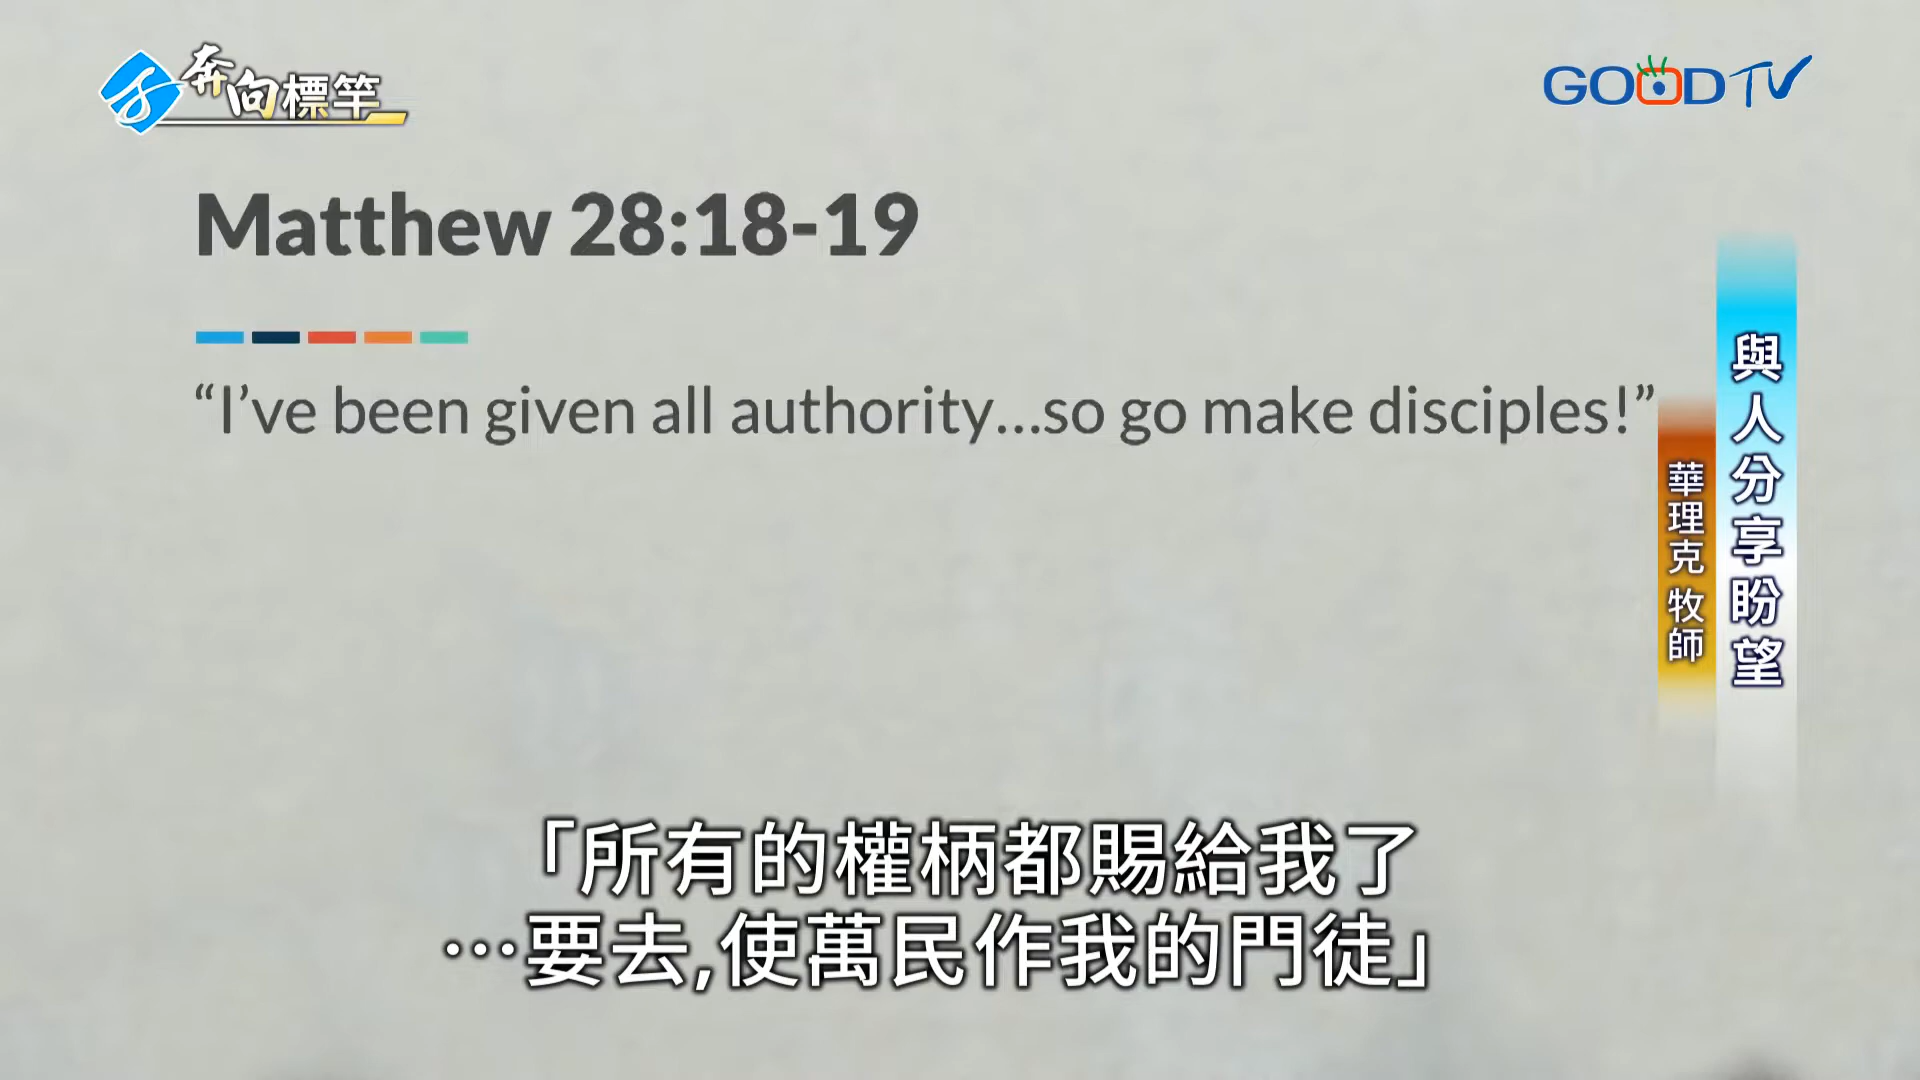 奔向標竿
GOOD TV
Matthew 28:18-19
“I’ve been given all authority...so go make disciples!”
與人分享盼望
華理克 牧師
「所有的權柄都賜給我了
…要去,使萬民作我的門徒」